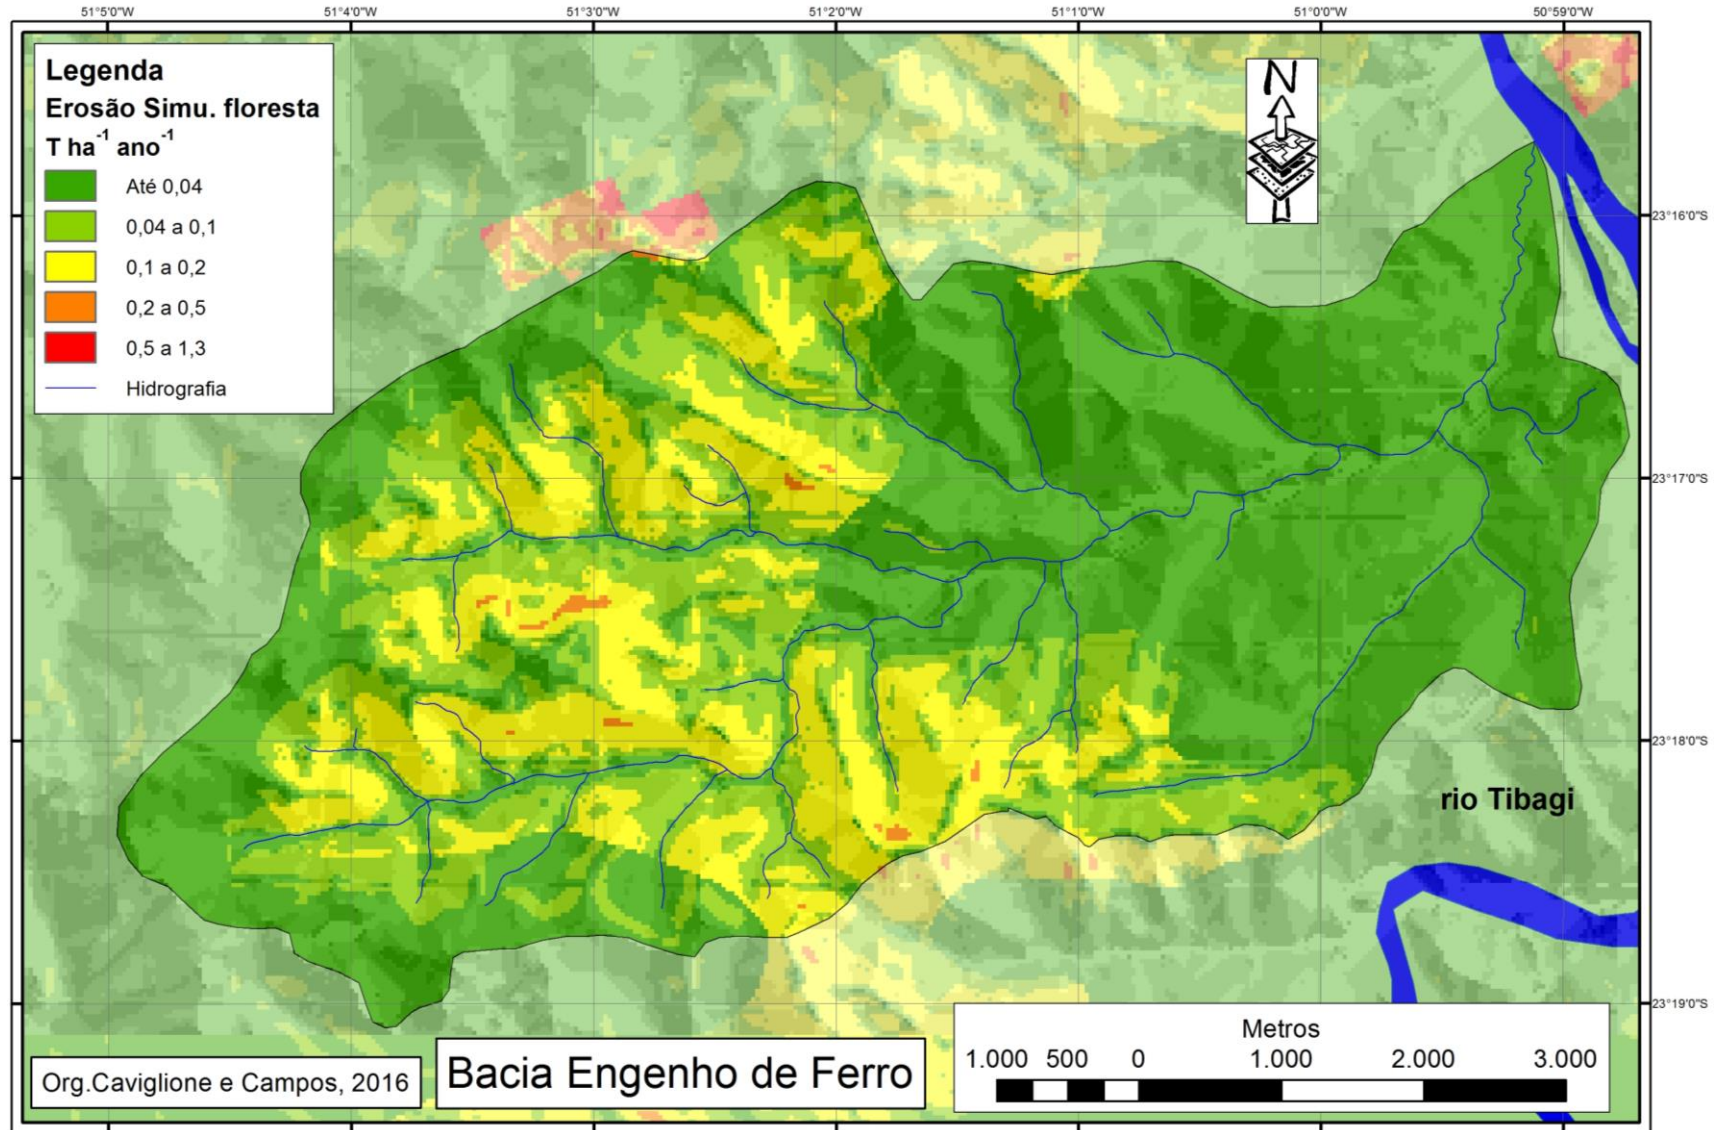 51°5'0"W 51°4'0"W 51°3'0"W 51°2'0"W 51°1'0"W 51°0'0"W 50°59'0"W
Legenda
Erosão Simu. floresta
T ha⁻¹ ano⁻¹
Até 0,04
0,04 a 0,1
0,1 a 0,2
0,2 a 0,5
0,5 a 1,3
Hidrografia
N
23°16'0"S
23°17'0"S
23°18'0"S
rio Tibagi
23°19'0"S
Org.Caviglione e Campos, 2016
Bacia Engenho de Ferro
Metros
1.000 500 0 1.000 2.000 3.000